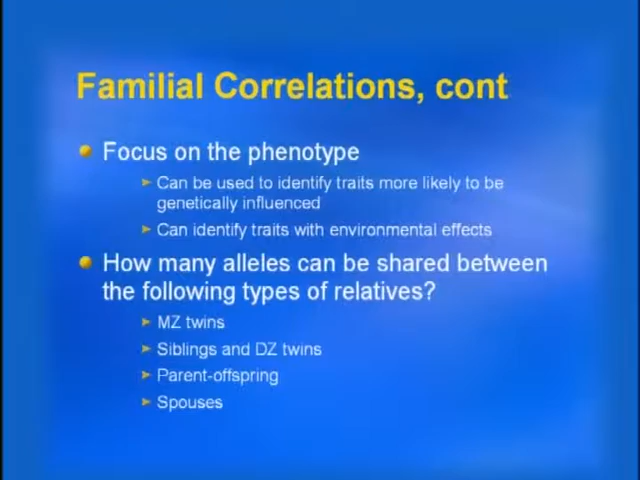 Familial Correlations, cont
Focus on the phenotype
Can be used to identify traits more likely to be
genetically influenced
Can identify traits with environmental effects
How many alleles can be shared between
the following types of relatives?
MZ twins
Siblings and DZ twins
Parent-offspring
Spouses